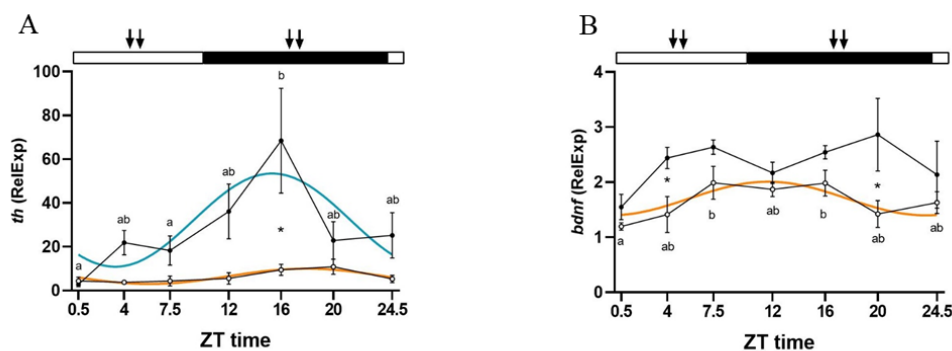 A
th (RelExp)
100
80
60
40
20
0
a
ab
a
ab
b
*
ab
ab
0.5 4 7.5 12 16 20 24.5
ZT time
B
bdnf (RelExp)
4
3
2
1
0
* *
a ab b ab b ab ab
0.5 4 7.5 12 16 20 24.5
ZT time